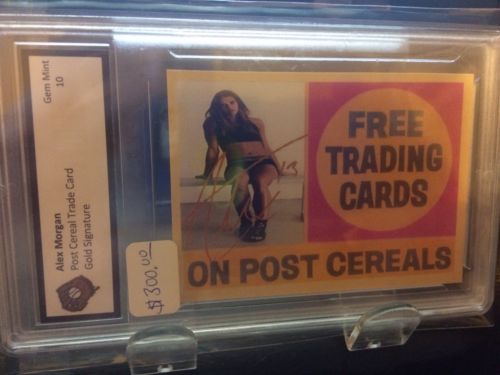 Alex Morgan
Post Cereal Trade Card
Gold Signature
Gem Mint
10
$300.00
FREE
TRADING
CARDS
ON POST CEREALS
13